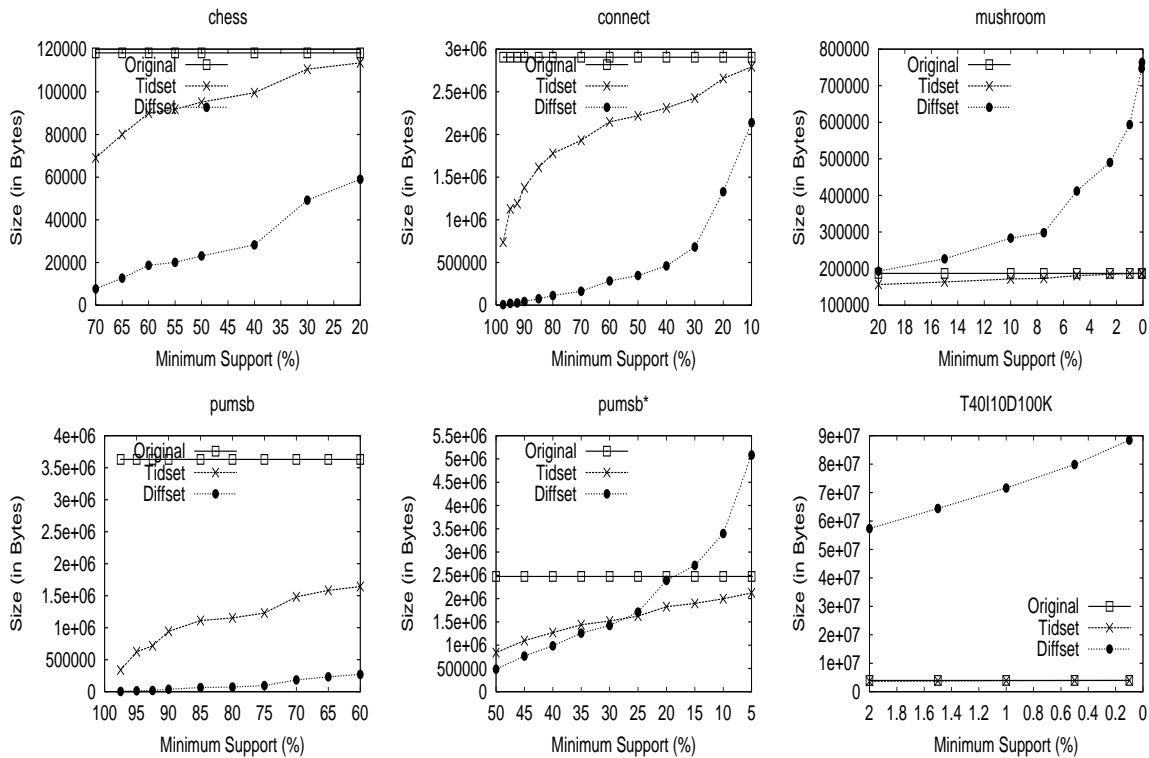 chess
Size (in Bytes)
120000
100000
80000
60000
40000
20000
0
70 65 60 55 50 45 40 35 30 25 20
Minimum Support (%)
Original
Tidset
Diffset
connect
Size (in Bytes)
3e+06
2.5e+06
2e+06
1.5e+06
1e+06
500000
0
100 90 80 70 60 50 40 30 20 10
Minimum Support (%)
Original
Tidset
Diffset
mushroom
Size (in Bytes)
800000
700000
600000
500000
400000
300000
200000
100000
20 18 16 14 12 10 8 6 4 2 0
Minimum Support (%)
Original
Tidset
Diffset
pumsb
Size (in Bytes)
4e+06
3.5e+06
3e+06
2.5e+06
2e+06
1.5e+06
1e+06
500000
0
100 95 90 85 80 75 70 65 60
Minimum Support (%)
Original
Tidset
Diffset
pumsb*
Size (in Bytes)
5.5e+06
5e+06
4.5e+06
4e+06
3.5e+06
3e+06
2.5e+06
2e+06
1.5e+06
1e+06
500000
0
50 45 40 35 30 25 20 15 10 5
Minimum Support (%)
Original
Tidset
Diffset
T40I10D100K
Size (in Bytes)
9e+07
8e+07
7e+07
6e+07
5e+07
4e+07
3e+07
2e+07
1e+07
0
2 1.8 1.6 1.4 1.2 1 0.8 0.6 0.4 0.2 0
Minimum Support (%)
Original
Tidset
Diffset